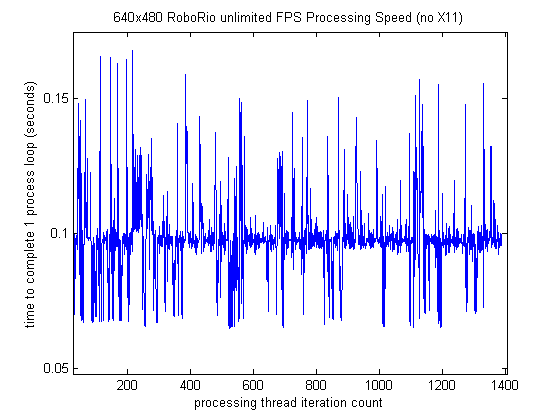 640x480 RoboRio unlimited FPS Processing Speed (no X11)
time to complete 1 process loop (seconds)
0.15
0.1
0.05
200 400 600 800 1000 1200 1400
processing thread iteration count